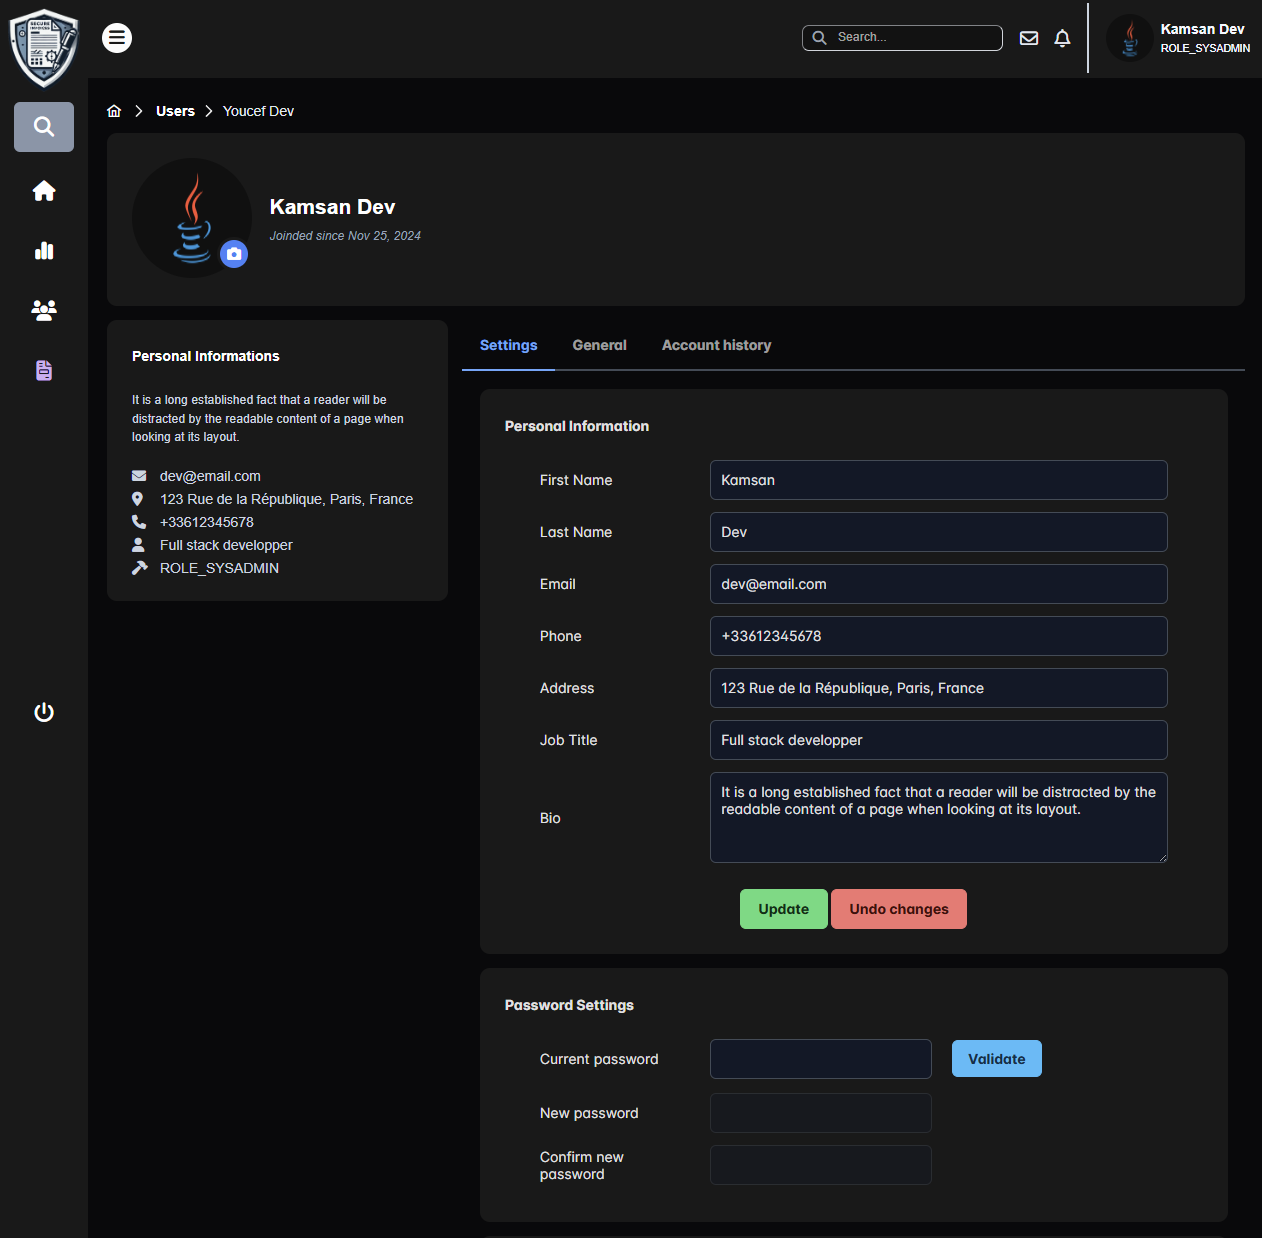 SECURE
INVOICES
Search...
Kamsan Dev
ROLE_SYSADMIN
Users
Youcef Dev
Kamsan Dev
Joinded since Nov 25, 2024
Personal Informations
It is a long established fact that a reader will be
distracted by the readable content of a page when
looking at its layout.
dev@email.com
123 Rue de la République, Paris, France
+33612345678
Full stack developper
ROLE_SYSADMIN
Settings
General
Account history
Personal Information
First Name
Kamsan
Last Name
Dev
Email
dev@email.com
Phone
+33612345678
Address
123 Rue de la République, Paris, France
Job Title
Full stack developper
Bio
It is a long established fact that a reader will be distracted by the
readable content of a page when looking at its layout.
Update
Undo changes
Password Settings
Current password
Validate
New password
Confirm new
password